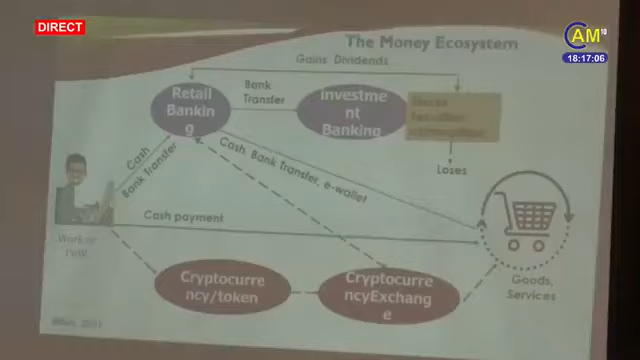 DIRECT
CAM10
18:17:06
The Money Ecosystem
Gains Dividends
Retail
Bankin
g
Bank
Transfer
Investme
nt
Banking
Loses
Cash
Bank Transfer
Cash, Bank Transfer, e-wallet
Cash payment
Cryptocurre
ncy/token
Cryptocurre
ncyExchang
e
Goods,
Services